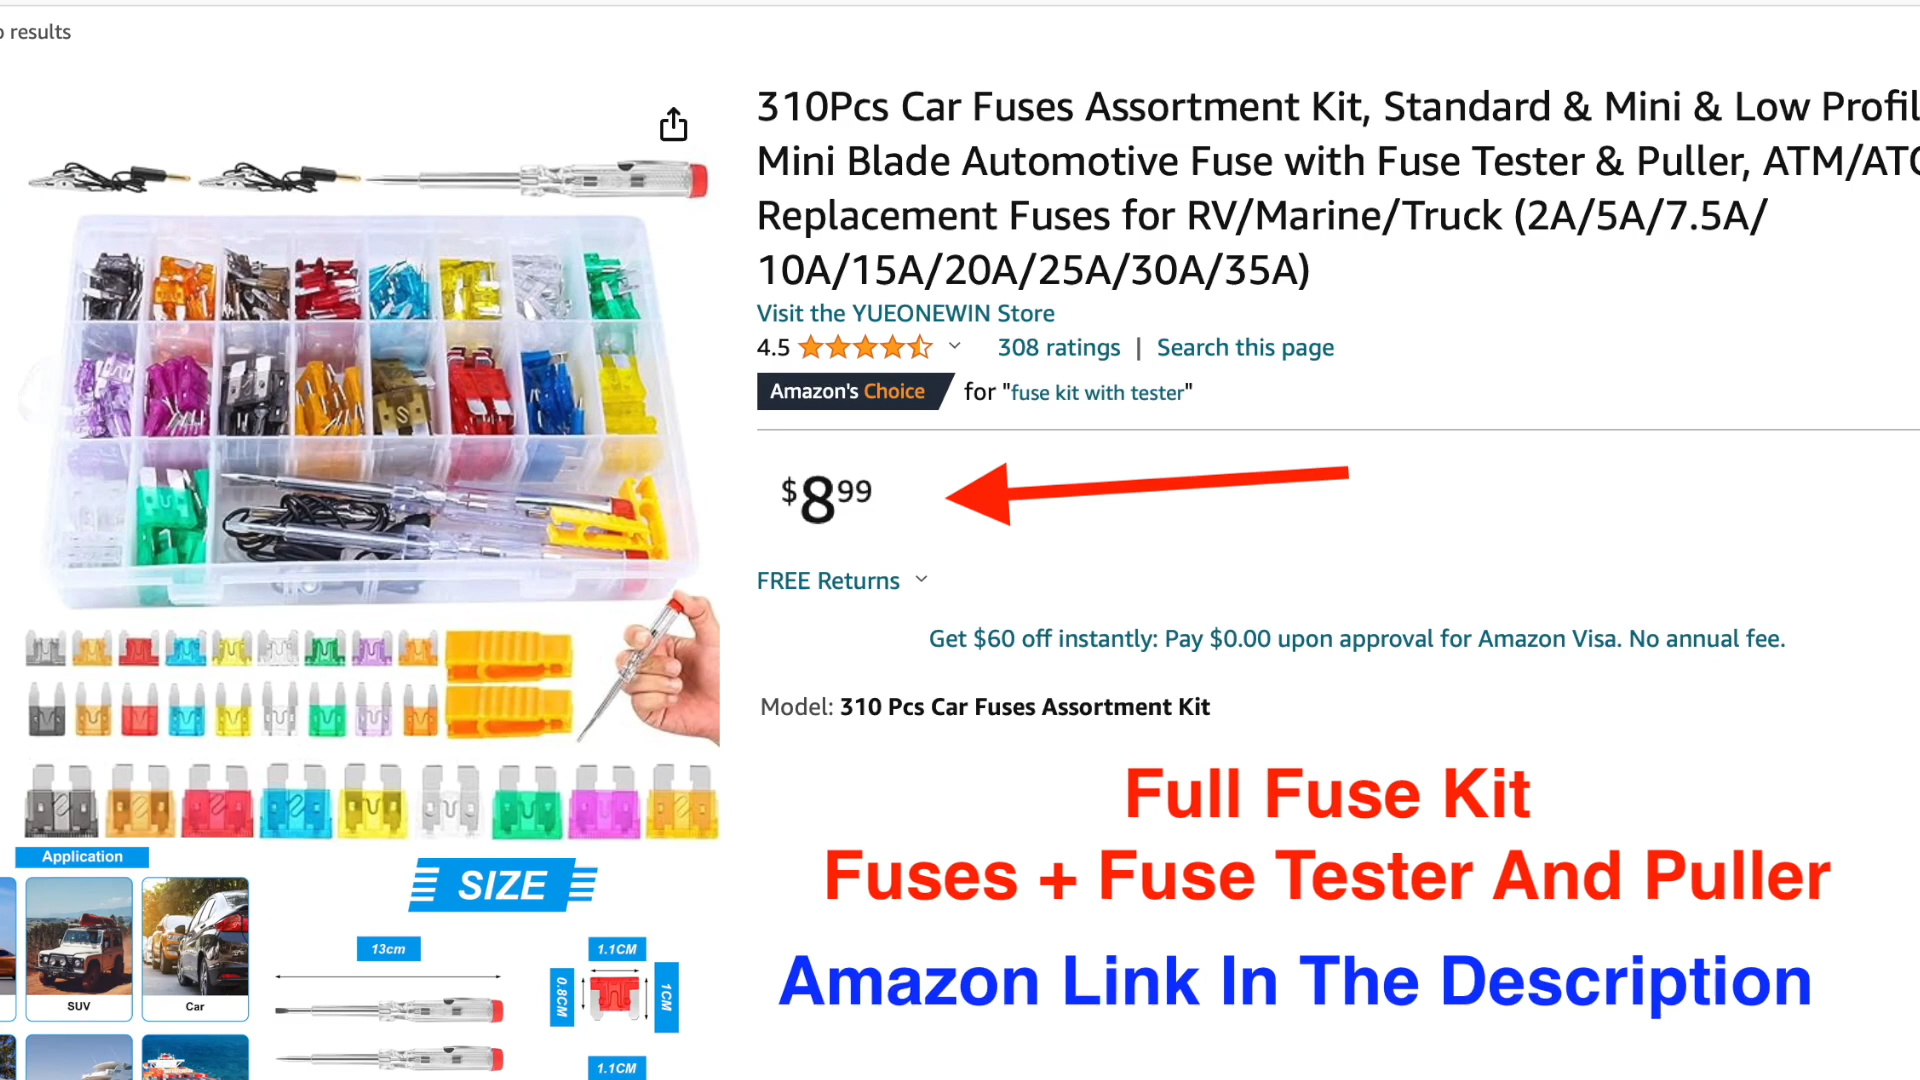 results
310Pcs Car Fuses Assortment Kit, Standard & Mini & Low Profil
Mini Blade Automotive Fuse with Fuse Tester & Puller, ATM/ATC
Replacement Fuses for RV/Marine/Truck (2A/5A/7.5A/
10A/15A/20A/25A/30A/35A)
Visit the YUEONEWIN Store
4.5 308 ratings | Search this page
Amazon's Choice for "fuse kit with tester"
$8.99
FREE Returns
Get $60 off instantly: Pay $0.00 upon approval for Amazon Visa. No annual fee.
Model: 310 Pcs Car Fuses Assortment Kit
Full Fuse Kit
Fuses + Fuse Tester And Puller
Amazon Link In The Description
Application
SUV
Car
SIZE
13cm
1.1CM
0.8CM
1CM
1.1CM